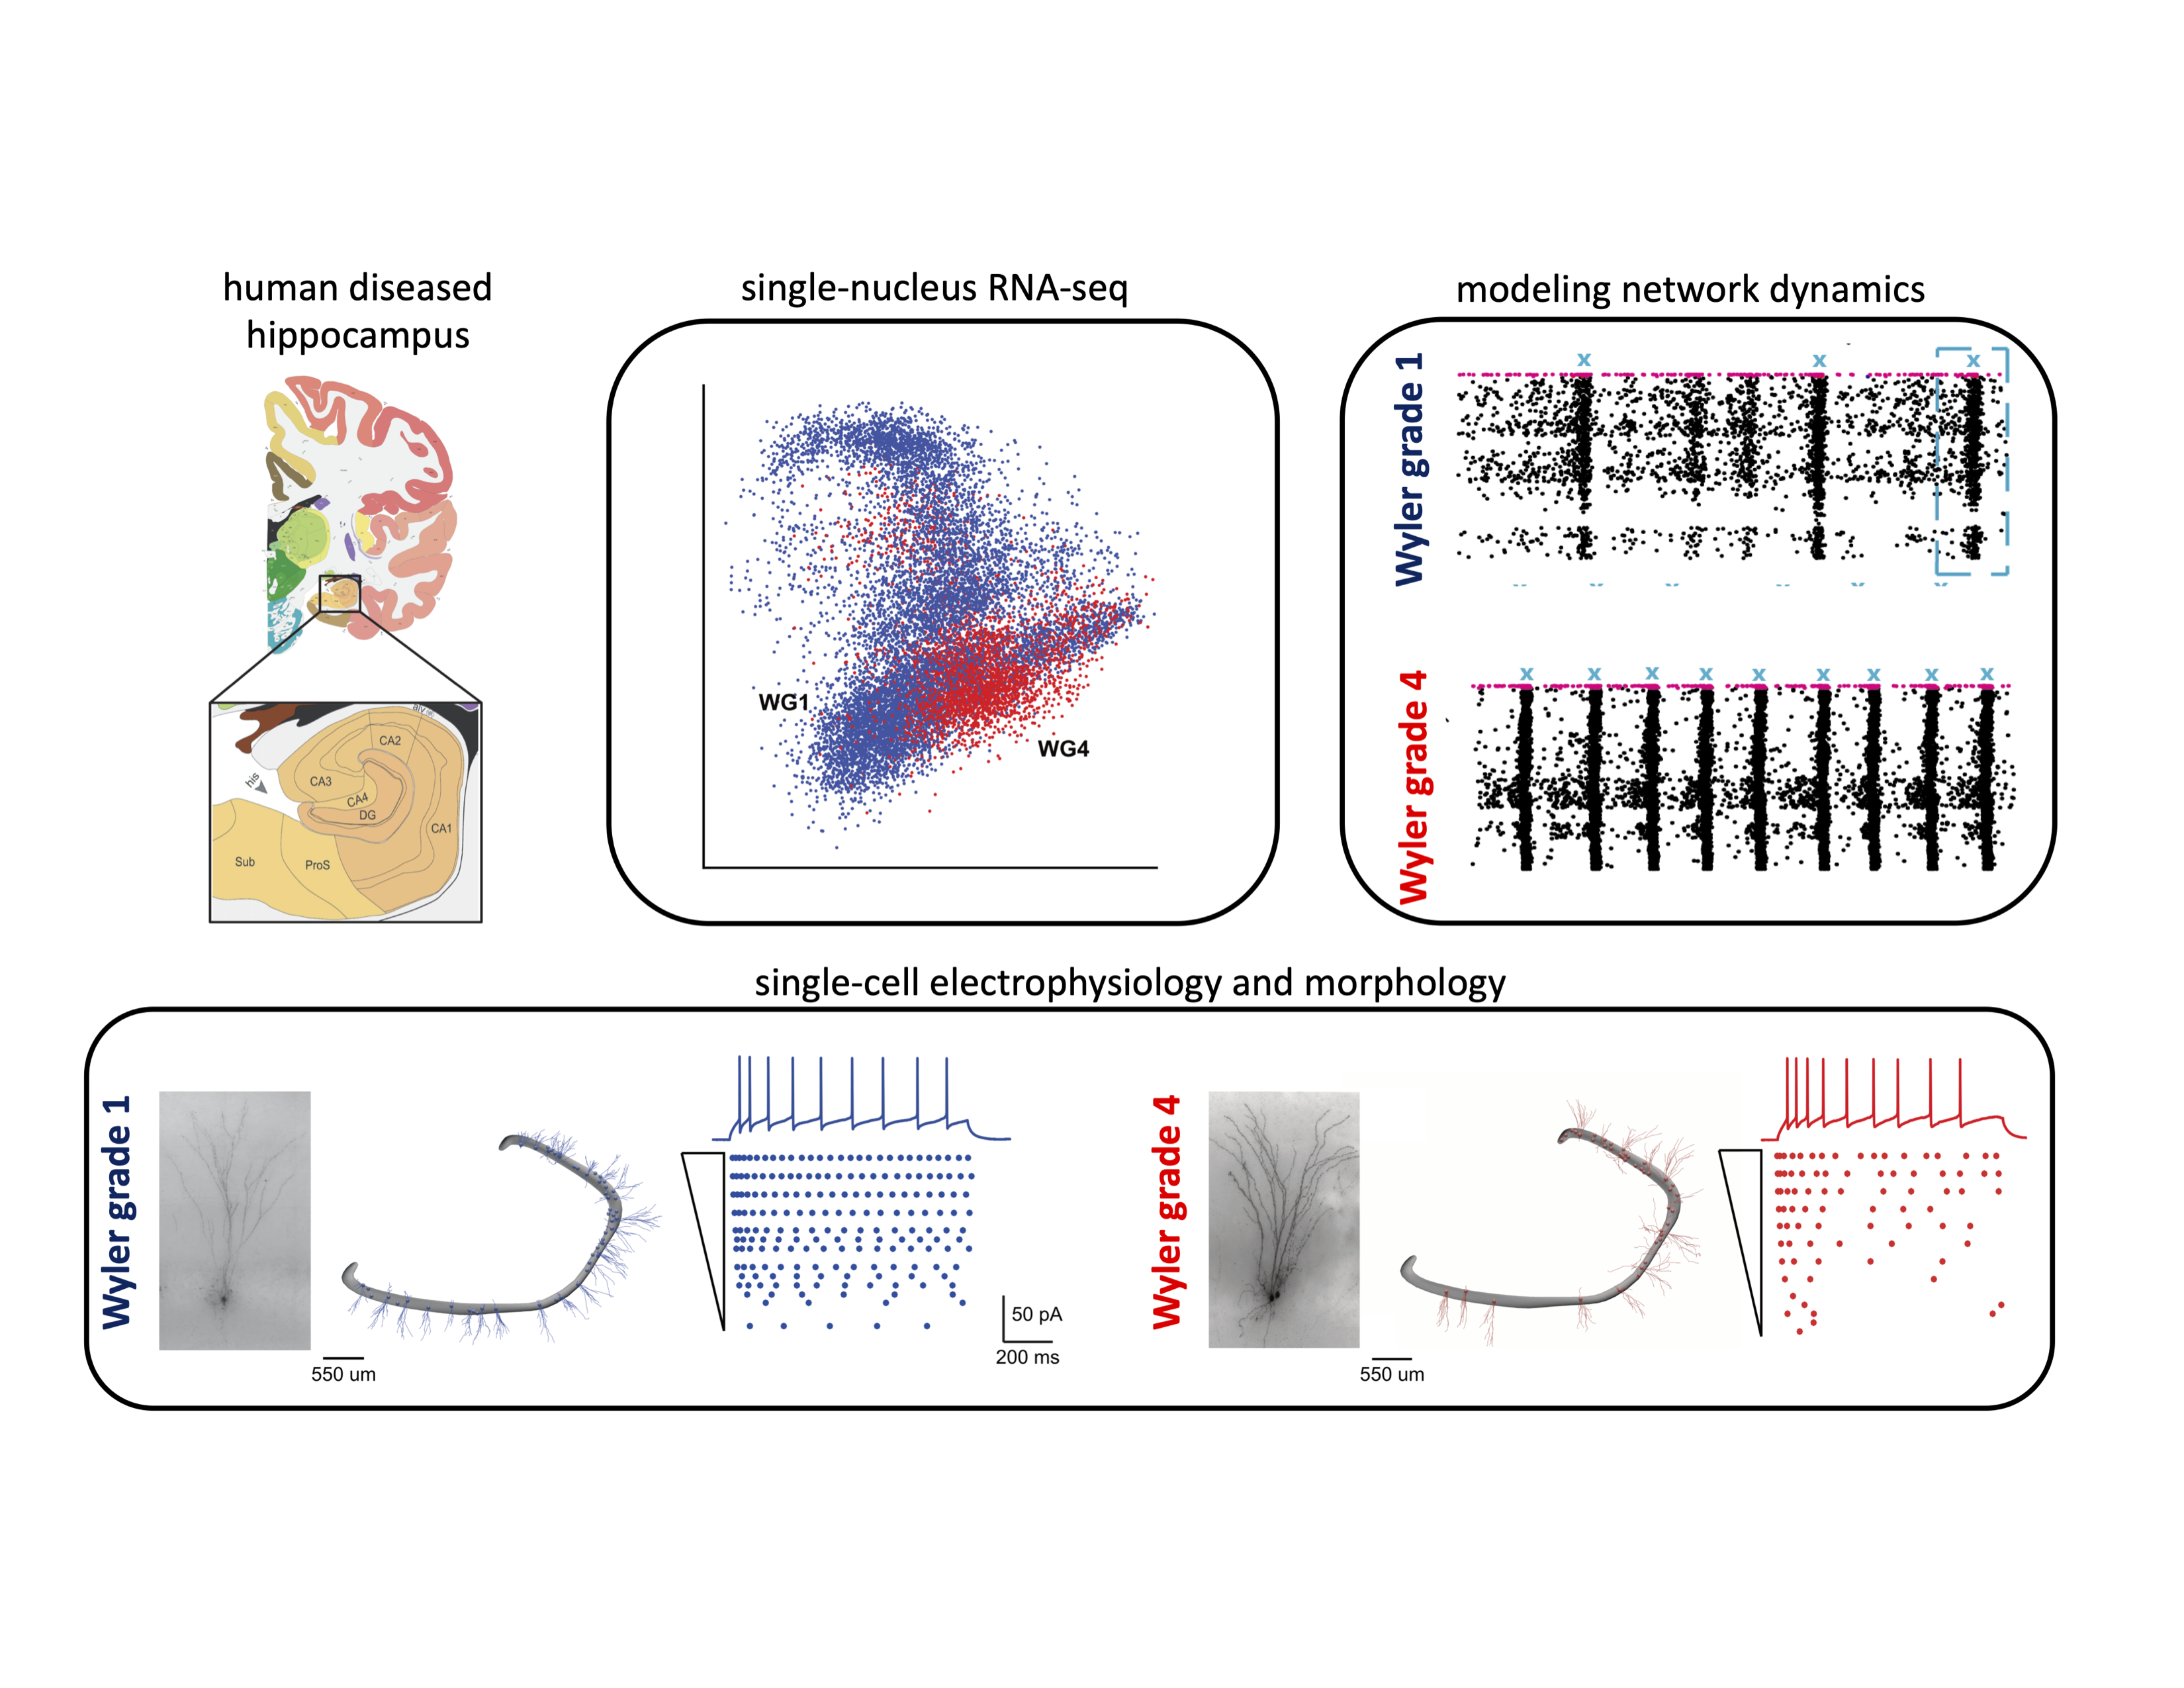 human diseased
hippocampus
single-nucleus RNA-seq
modeling network dynamics
CA2
CA3
CA4
DG
CA1
his
Sub
ProS
WG1
WG4
Wyler grade 1
x x x
Wyler grade 4
x x x x x x x x x
single-cell electrophysiology and morphology
Wyler grade 1
550 um
50 pA
200 ms
Wyler grade 4
550 um